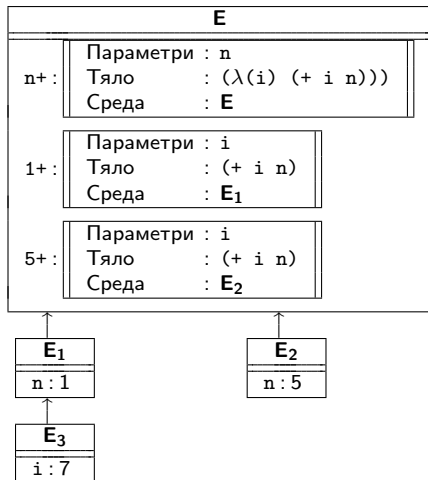 E
n+ :
Параметри : n
Тяло : (λ(i) (+ i n)))
Среда : E
1+ :
Параметри : i
Тяло : (+ i n)
Среда : E₁
5+ :
Параметри : i
Тяло : (+ i n)
Среда : E₂
E₁
n : 1
E₂
n : 5
E₃
i : 7